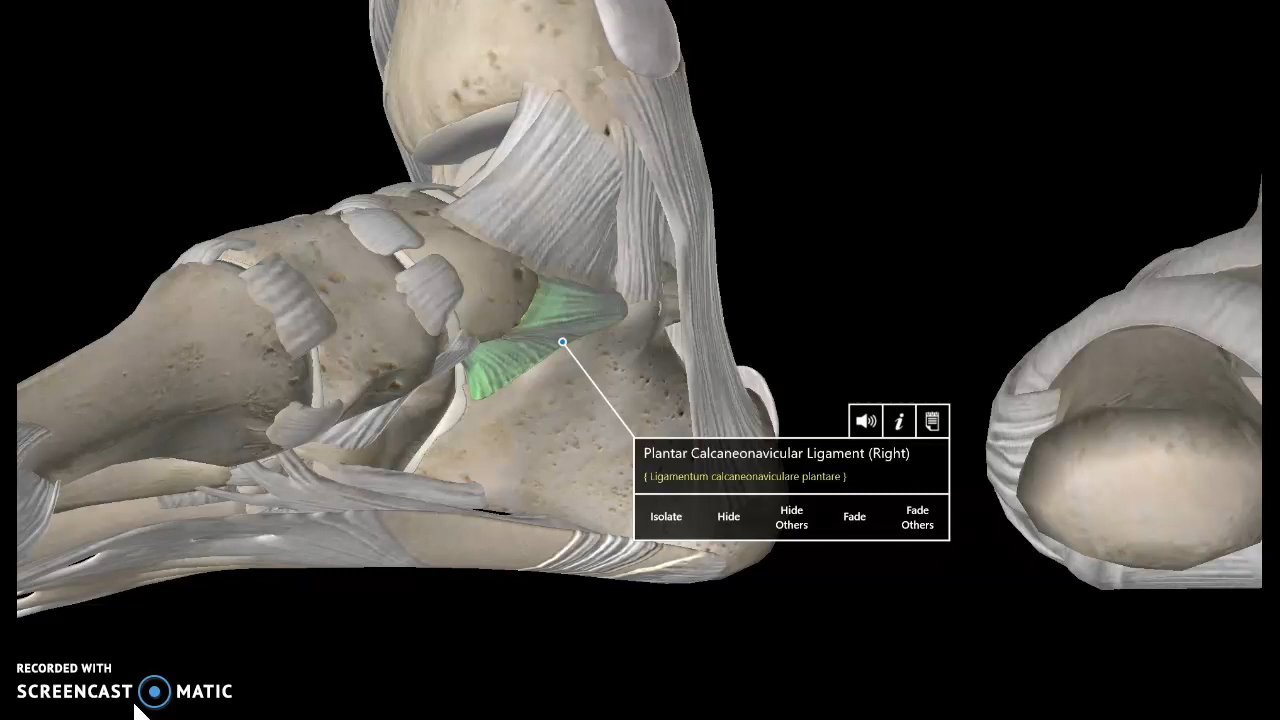 Plantar Calcaneonavicular Ligament (Right)
{ Ligamentum calcaneonaviculare plantare }
Isolate Hide Hide Others Fade Fade Others
RECORDED WITH
SCREENCAST MATIC